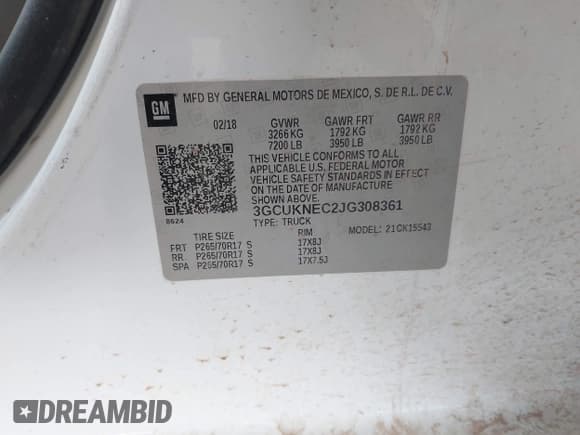 GM
MFD BY GENERAL MOTORS DE MEXICO, S. DE R.L. DE C.V.
02/18 GVWR GAWR FRT GAWR RR
3266 KG 1792 KG 1792 KG
7200 LB 3950 LB 3950 LB
THIS VEHICLE CONFORMS TO ALL
APPLICABLE U.S. FEDERAL MOTOR
VEHICLE SAFETY STANDARDS IN EFFECT
ON THE DATE OF MANUFACTURE SHOWN ABOVE.
3GCUKNEC2JG308361
8624 TYPE: TRUCK
TIRE SIZE RIM MODEL: 21CK15543
FRT P265/70R17 S 17X8J
RR P265/70R17 S 17X8J
SPA P265/70R17 S 17X7.5J
DREAMBID